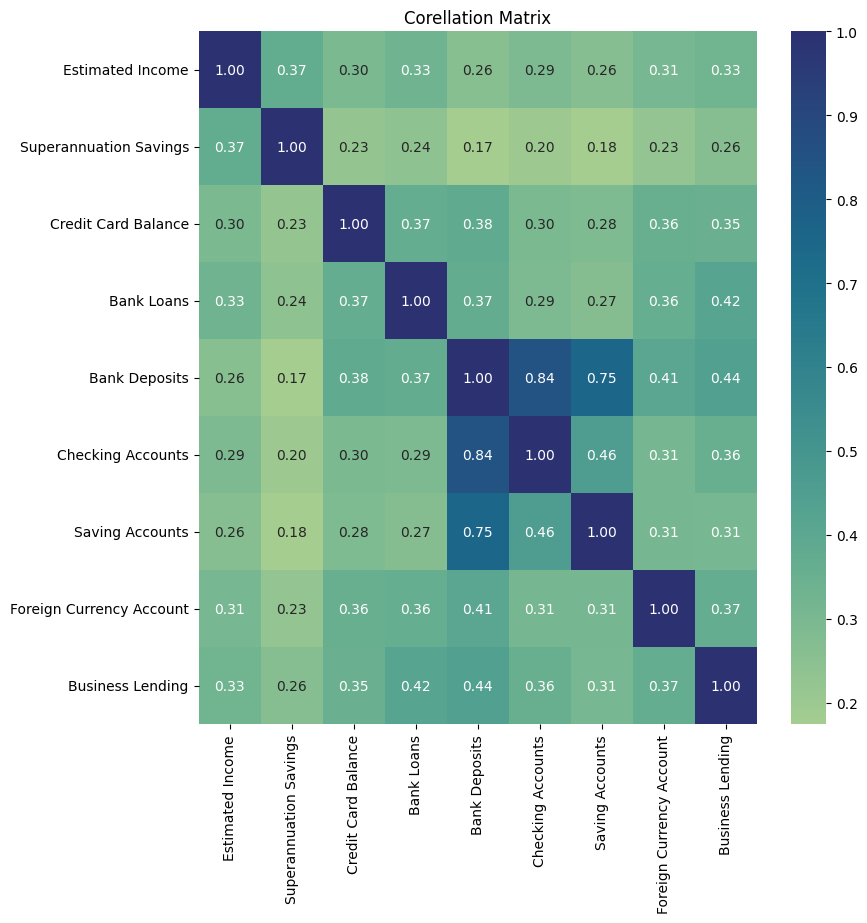 Corellation Matrix
Estimated Income 1.00 0.37 0.30 0.33 0.26 0.29 0.26 0.31 0.33
Superannuation Savings 0.37 1.00 0.23 0.24 0.17 0.20 0.18 0.23 0.26
Credit Card Balance 0.30 0.23 1.00 0.37 0.38 0.30 0.28 0.36 0.35
Bank Loans 0.33 0.24 0.37 1.00 0.37 0.29 0.27 0.36 0.42
Bank Deposits 0.26 0.17 0.38 0.37 1.00 0.84 0.75 0.41 0.44
Checking Accounts 0.29 0.20 0.30 0.29 0.84 1.00 0.46 0.31 0.36
Saving Accounts 0.26 0.18 0.28 0.27 0.75 0.46 1.00 0.31 0.31
Foreign Currency Account 0.31 0.23 0.36 0.36 0.41 0.31 0.31 1.00 0.37
Business Lending 0.33 0.26 0.35 0.42 0.44 0.36 0.31 0.37 1.00
Estimated Income
Superannuation Savings
Credit Card Balance
Bank Loans
Bank Deposits
Checking Accounts
Saving Accounts
Foreign Currency Account
Business Lending
1.0
0.9
0.8
0.7
0.6
0.5
0.4
0.3
0.2